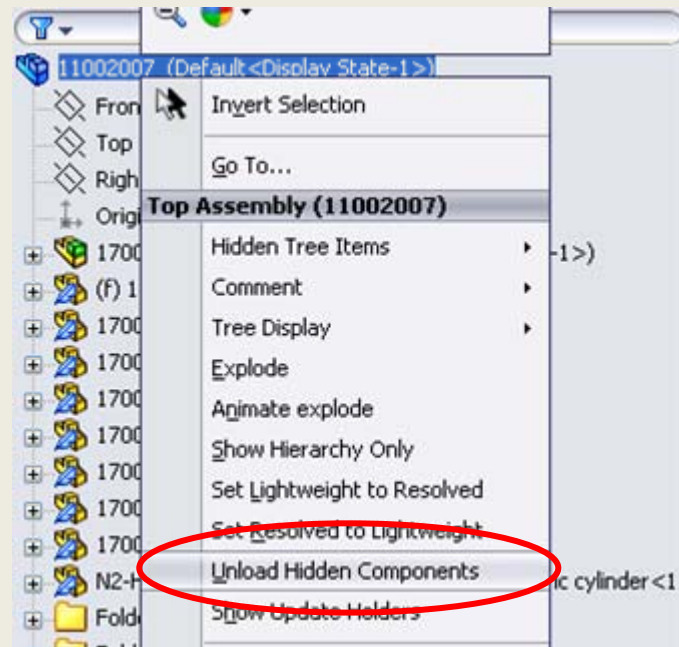 11002007 (Default<Display State-1>)
Fron
Invert Selection
Top
Go To...
Righ
Top Assembly (11002007)
Origi
Hidden Tree Items
1700
-1>)
(f) 1
Comment
1700
Tree Display
1700
Explode
1700
Animate explode
1700
Show Hierarchy Only
1700
Set Lightweight to Resolved
1700
Set Resolved to Lightweight
1700
N2-H
Unload Hidden Components
ic cylinder<1
Folde
Show Update Holders